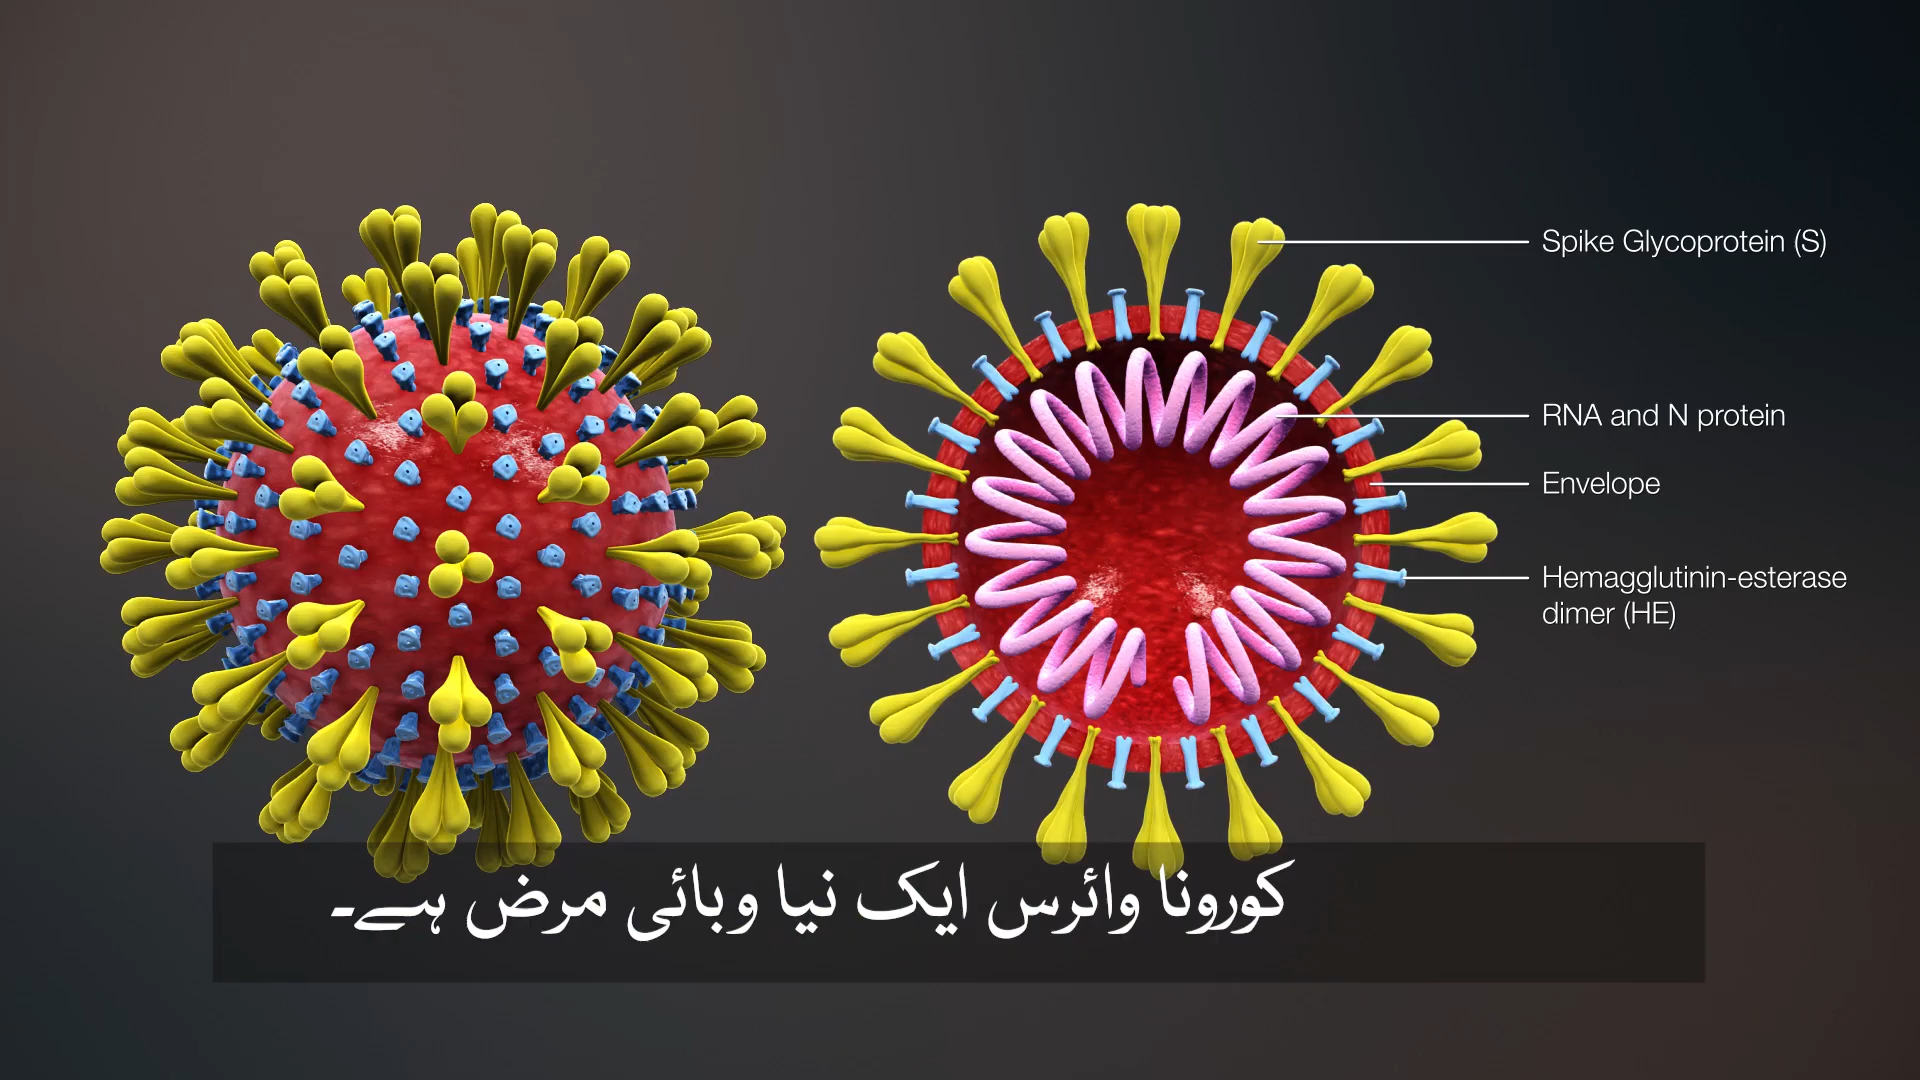 Spike Glycoprotein (S)
RNA and N protein
Envelope
Hemagglutinin-esterase
dimer (HE)
کورونا وائرس ایک نیا وبائی مرض ہے۔